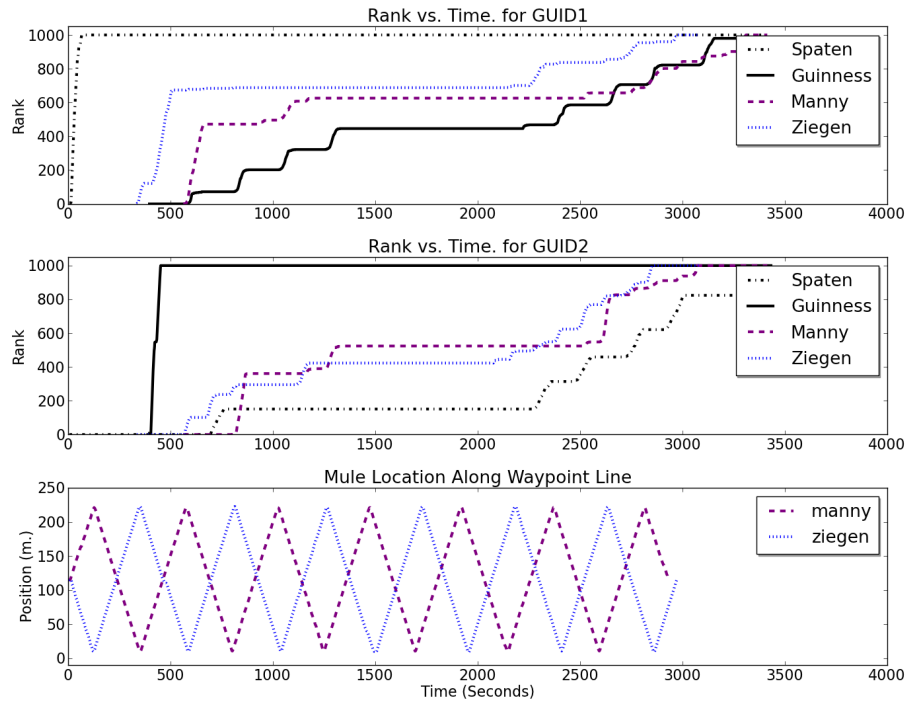 Rank vs. Time. for GUID1
Rank
1000
800
600
400
200
0
Spaten
Guinness
Manny
Ziegen
0 500 1000 1500 2000 2500 3000 3500 4000
Rank vs. Time. for GUID2
Rank
1000
800
600
400
200
0
Spaten
Guinness
Manny
Ziegen
0 500 1000 1500 2000 2500 3000 3500 4000
Mule Location Along Waypoint Line
Position (m.)
250
200
150
100
50
0
manny
ziegen
0 500 1000 1500 2000 2500 3000 3500 4000
Time (Seconds)